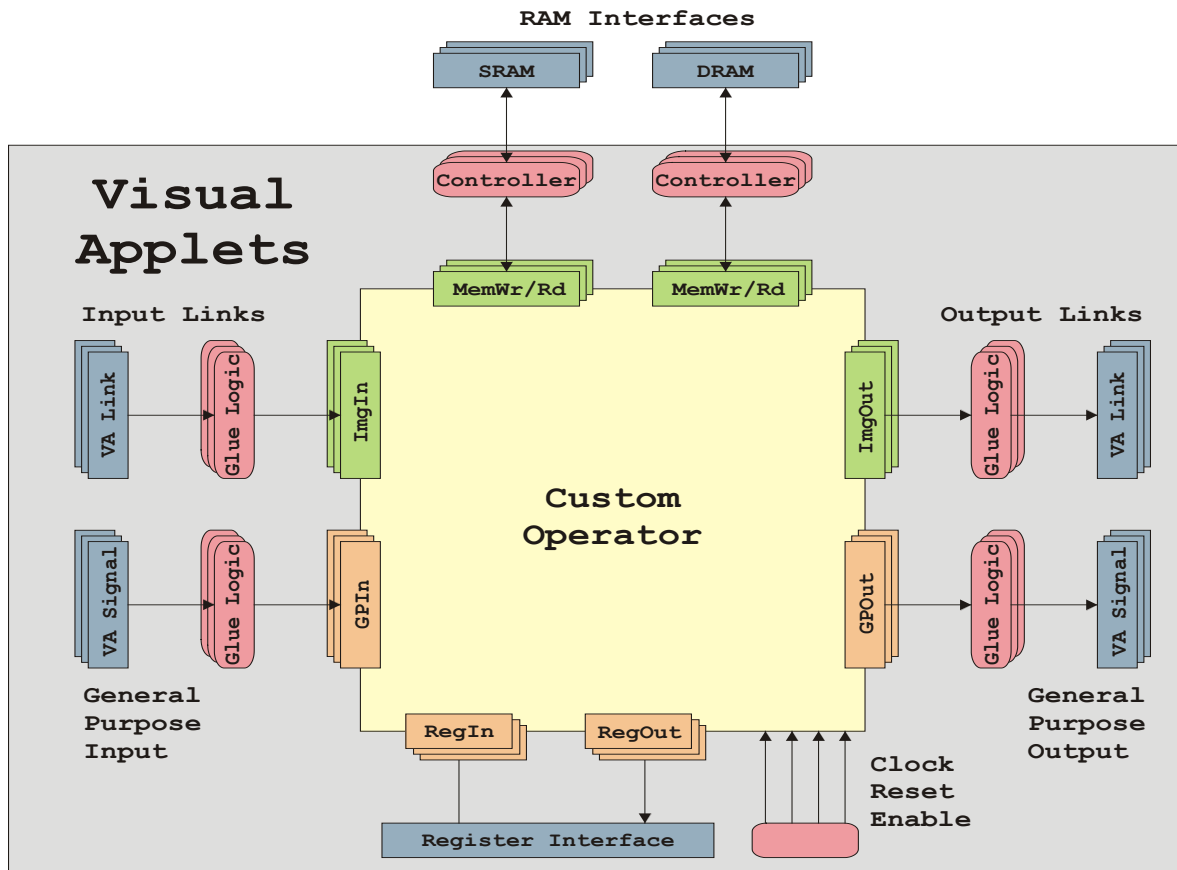 RAM Interfaces
SRAM
DRAM
Visual
Applets
Controller
Controller
MemWr/Rd
MemWr/Rd
Input Links
Output Links
VA Link
Glue Logic
ImgIn
ImgOut
Glue Logic
VA Link
Custom
Operator
VA Signal
Glue Logic
GPIn
GPOut
Glue Logic
VA Signal
General
Purpose
Input
General
Purpose
Output
RegIn
RegOut
Clock
Reset
Enable
Register Interface